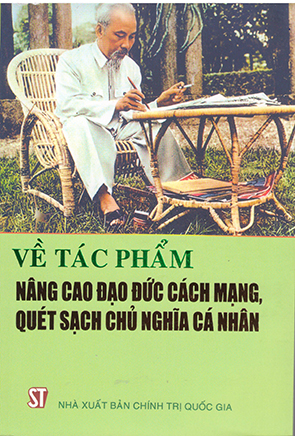 VỀ TÁC PHẨM
NÂNG CAO ĐẠO ĐỨC CÁCH MẠNG,
QUÉT SẠCH CHỦ NGHĨA CÁ NHÂN
ST
NHÀ XUẤT BẢN CHÍNH TRỊ QUỐC GIA